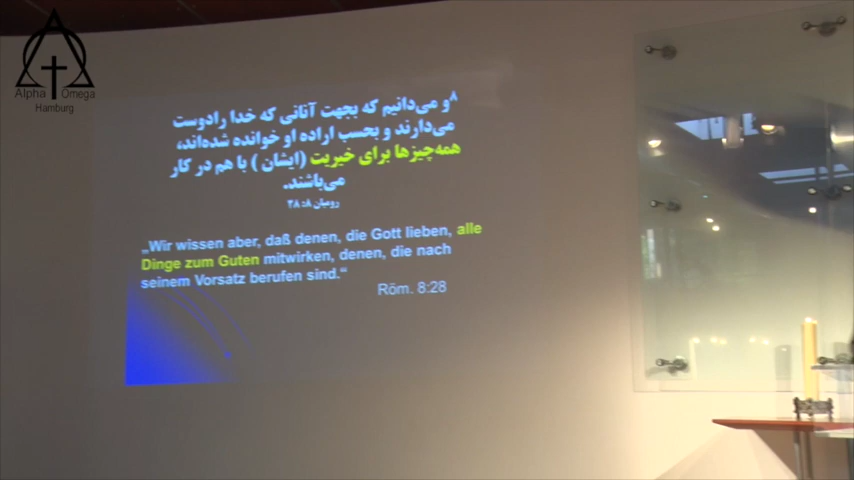 Alpha Omega
Hamburg
۸و می‌دانیم که بجهت آنانی که خدا رادوست
می‌دارند و بحسب اراده او خوانده شده‌اند،
همه‌چیزها برای خیریت (ایشان ) با هم در کار
می‌باشند.
رومیان ۸: ۲۸
„Wir wissen aber, daß denen, die Gott lieben, alle
Dinge zum Guten mitwirken, denen, die nach
seinem Vorsatz berufen sind.“
Röm. 8:28